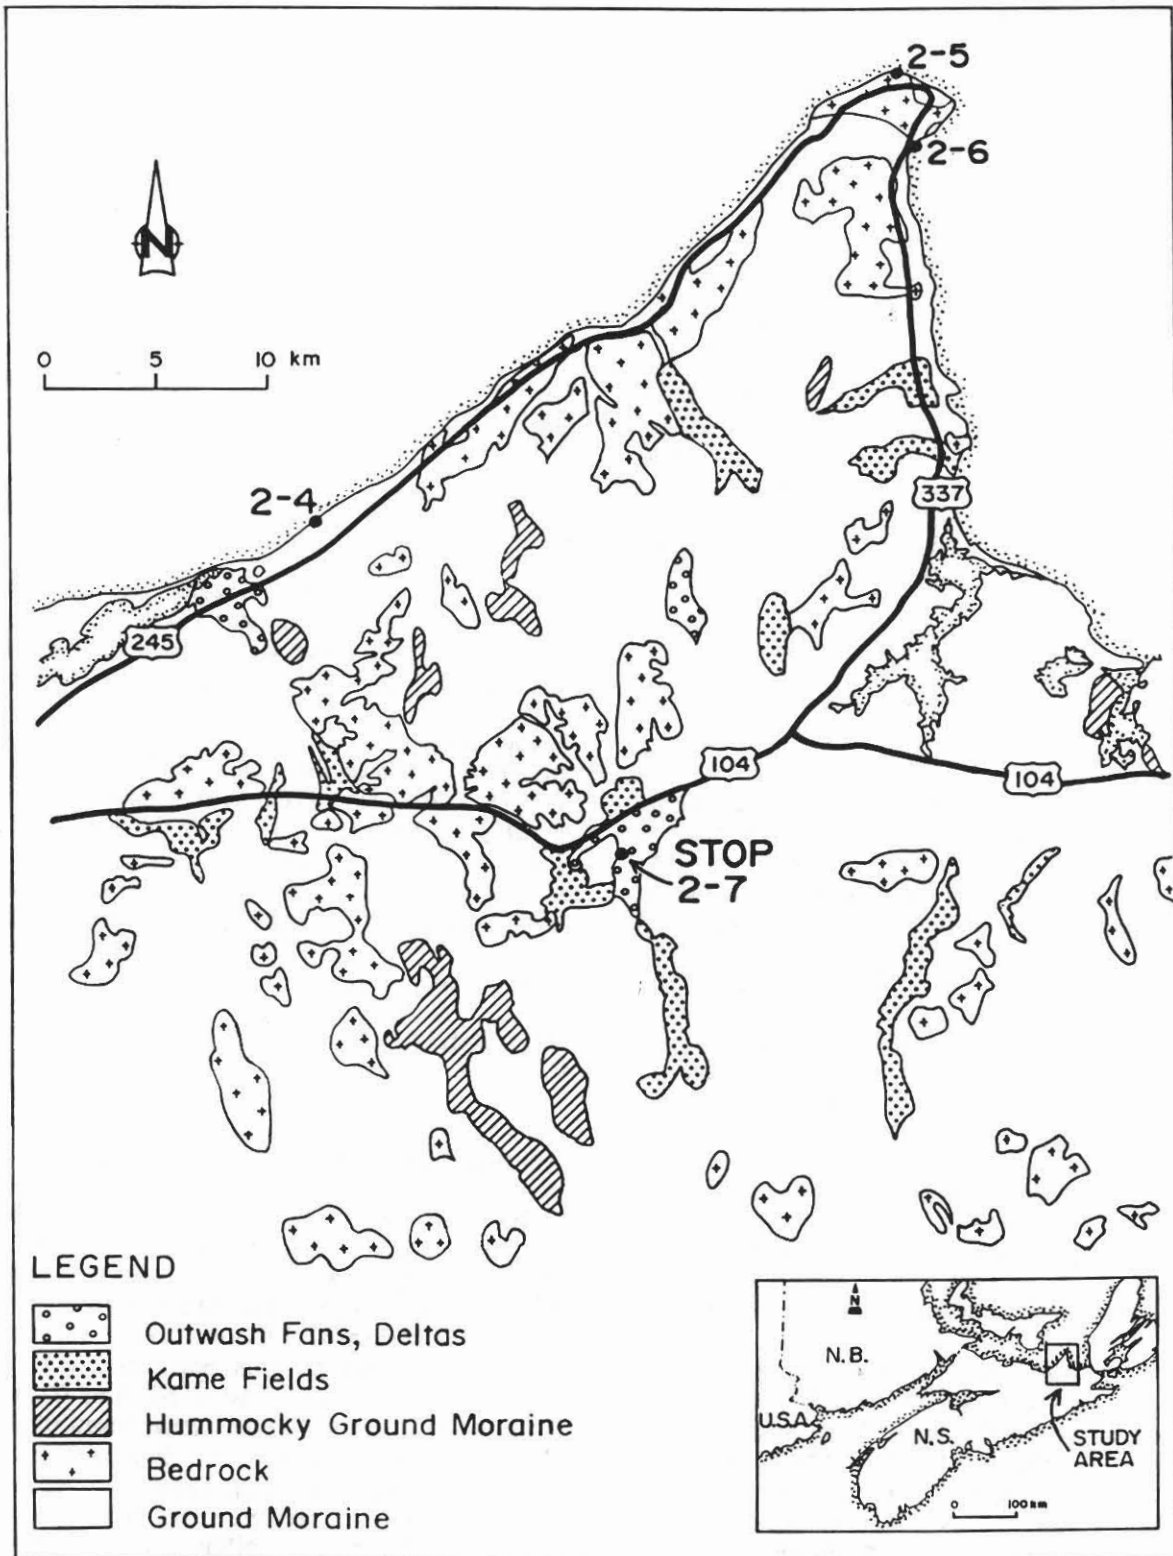 2-5
2-6
N
0 5 10 km
2-4
337
245
104
104
STOP
2-7
LEGEND
Outwash Fans, Deltas
Kame Fields
Hummocky Ground Moraine
Bedrock
Ground Moraine
N
N.B.
U.S.A.
N.S.
STUDY
AREA
0 100 km